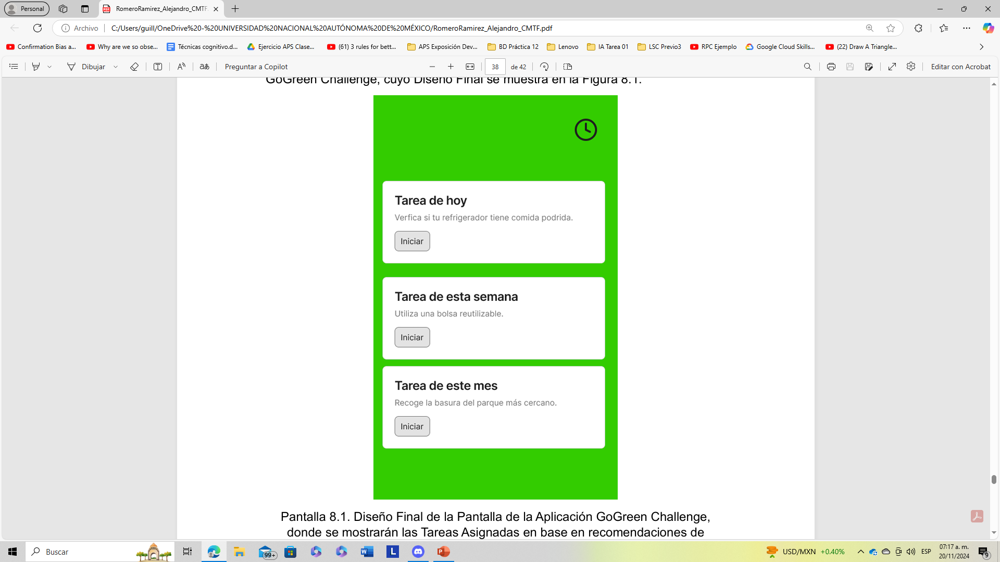 Personal
RomeroRamirez_Alejandro_CMTF.
Archivo
C:/Users/guill/OneDrive%20-%20UNIVERSIDAD%20NACIONAL%20AUTÓNOMA%20DE%20MÉXICO/RomeroRamirez_Alejandro_CMTF.pdf
Confirmation Bias a...
Why are we so obse...
Técnicas cognitivo.d...
Ejercicio APS Clase...
(61) 3 rules for bett...
APS Exposición Dev...
BD Práctica 12
Lenovo
IA Tarea 01
LSC Previo3
RPC Ejemplo
Google Cloud Skills...
(22) Draw A Triangle...
Dibujar
Preguntar a Copilot
38
de 42
Editar con Acrobat
GoGreen Challenge, cuyo Diseño Final se muestra en la Figura 8.1.
Tarea de hoy
Verfica si tu refrigerador tiene comida podrida.
Iniciar
Tarea de esta semana
Utiliza una bolsa reutilizable.
Iniciar
Tarea de este mes
Recoge la basura del parque más cercano.
Iniciar
Pantalla 8.1. Diseño Final de la Pantalla de la Aplicación GoGreen Challenge,
donde se mostrarán las Tareas Asignadas en base en recomendaciones de
Buscar
99+
USD/MXN +0.40%
ESP
07:17 a. m.
20/11/2024
9